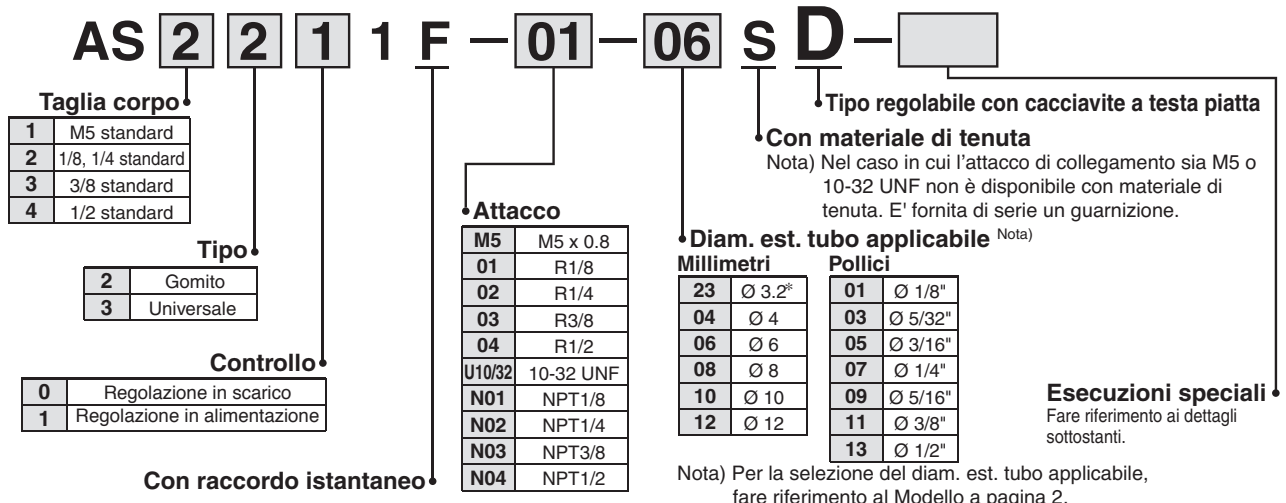 AS 2 2 1 1 F — 01 — 06 S D —
Taglia corpo
1 M5 standard
2 1/8, 1/4 standard
3 3/8 standard
4 1/2 standard
Tipo
2 Gomito
3 Universale
Controllo
0 Regolazione in scarico
1 Regolazione in alimentazione
Con raccordo istantaneo
Attacco
M5 M5 x 0.8
01 R1/8
02 R1/4
03 R3/8
04 R1/2
U10/32 10-32 UNF
N01 NPT1/8
N02 NPT1/4
N03 NPT3/8
N04 NPT1/2
Tipo regolabile con cacciavite a testa piatta
Con materiale di tenuta
Nota) Nel caso in cui l'attacco di collegamento sia M5 o
10-32 UNF non è disponibile con materiale di
tenuta. E' fornita di serie un guarnizione.
Diam. est. tubo applicabile Nota)
Millimetri
23 Ø 3.2*
04 Ø 4
06 Ø 6
08 Ø 8
10 Ø 10
12 Ø 12
Pollici
01 Ø 1/8"
03 Ø 5/32"
05 Ø 3/16"
07 Ø 1/4"
09 Ø 5/16"
11 Ø 3/8"
13 Ø 1/2"
Nota) Per la selezione del diam. est. tubo applicabile,
fare riferimento al Modello a pagina 2.
Esecuzioni speciali
Fare riferimento ai dettagli
sottostanti.